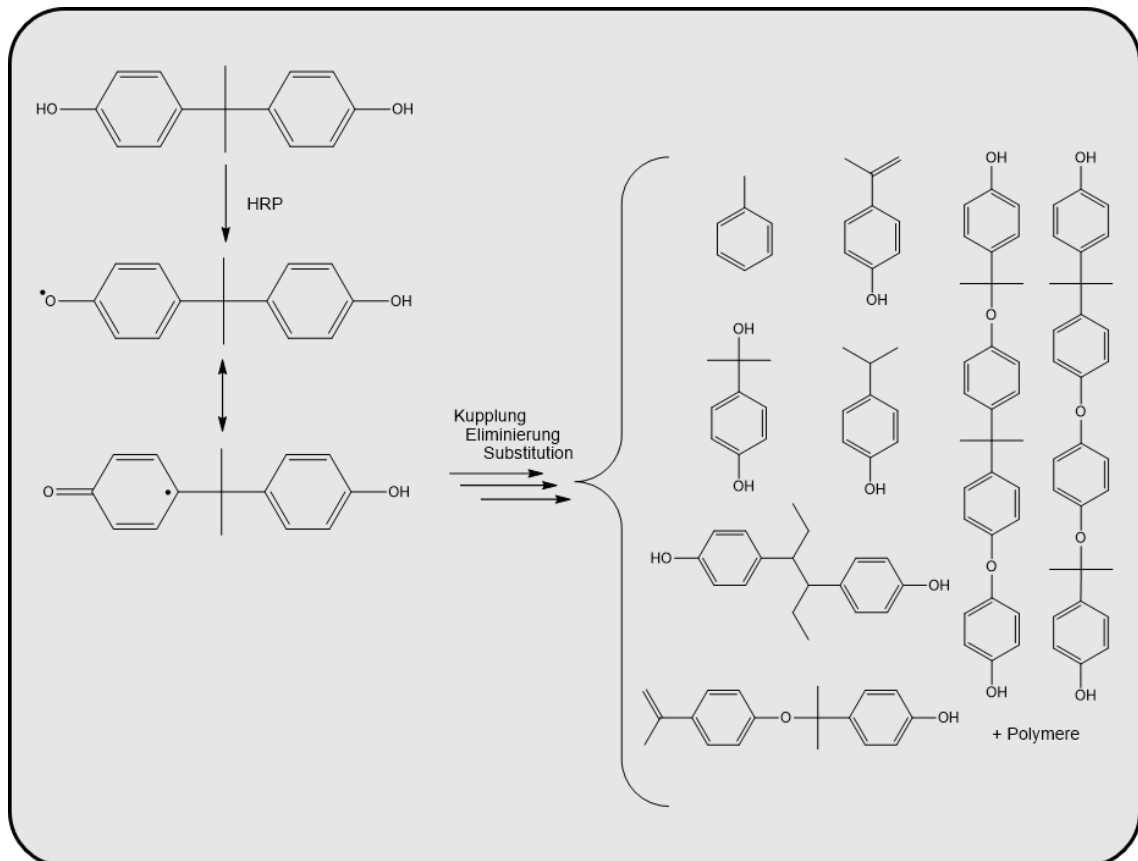 HO
OH
HRP
•O
OH
O
OH
Kupplung
Eliminierung
Substitution
OH
OH
OH
OH
HO
OH
O
OH
OH
O
O
OH
OH
O
O
OH
+ Polymere